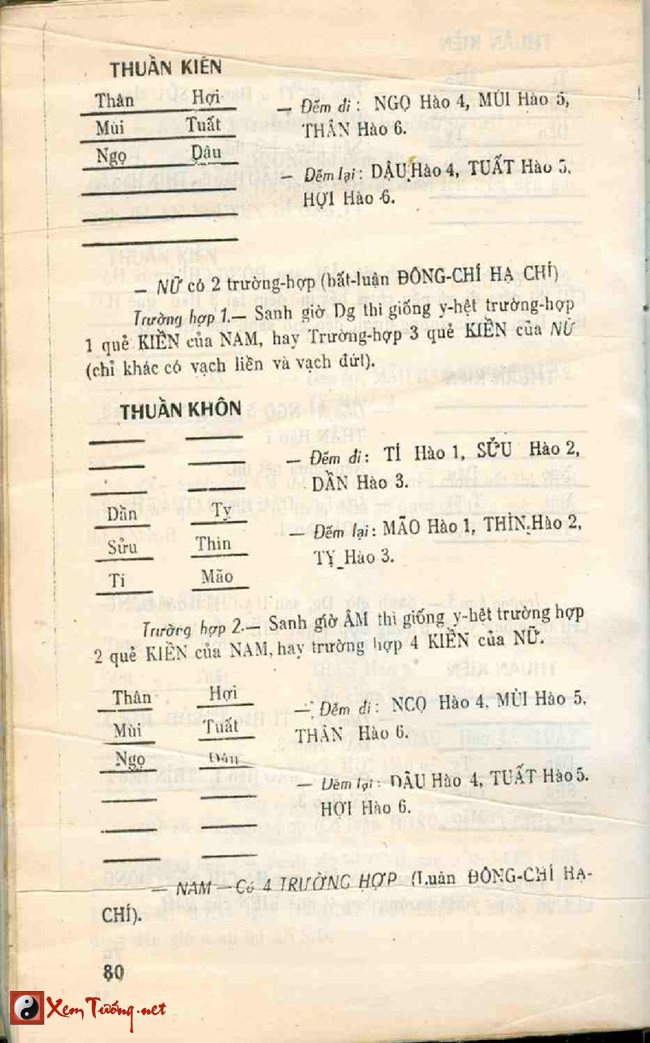 THUẦN KIỀN
Thân Hợi
Mùi Tuất
Ngọ Dậu
— Đếm đi: NGỌ Hào 4, MÙI Hào 5,
THÂN Hào 6.
— Đếm lại: DẬU Hào 4, TUẤT Hào 5,
HỢI Hào 6.
— NỮ có 2 trường-hợp (bất-luận ĐÔNG-CHÍ HẠ CHÍ)
Trường hợp 1.— Sanh giờ Dg thì giống y-hệt trường-hợp
1 quẻ KIỀN của NAM, hay Trường-hợp 3 quẻ KIỀN của NỮ
(chỉ khác có vạch liền và vạch đứt).
THUẦN KHÔN
— Đếm đi: TÍ Hào 1, SỬU Hào 2,
DẦN Hào 3.
Dần Tỵ
Sửu Thìn
Tí Mão
— Đếm lại: MÃO Hào 1, THÌN Hào 2,
TỴ Hào 3.
Trường hợp 2.— Sanh giờ ÂM thì giống y-hệt trường hợp
2 quẻ KIỀN của NAM, hay trường hợp 4 KIỀN của NỮ.
Thân Hợi
Mùi Tuất
Ngọ Dậu
— Đếm đi: NGỌ Hào 4, MÙI Hào 5,
THÂN Hào 6.
— Đếm lại: DẬU Hào 4, TUẤT Hào 5.
HỢI Hào 6.
— NAM — Có 4 TRƯỜNG HỢP (Luân ĐÔNG-CHÍ HẠ-
CHÍ).
80
XemTướng.net